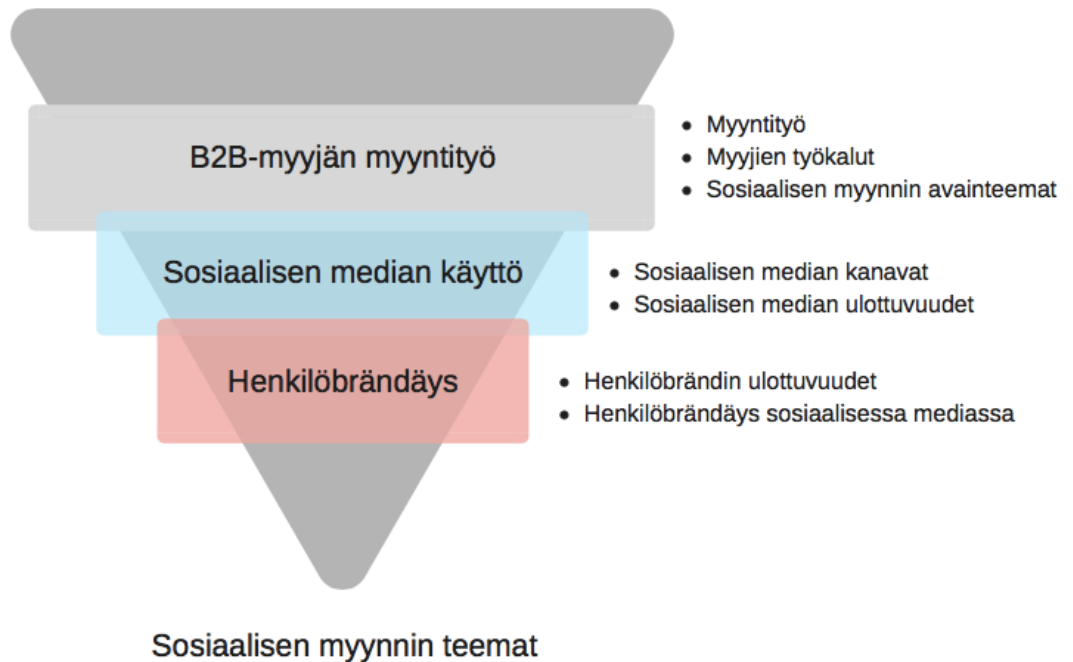 B2B-myyjän myyntityö
• Myyntityö
• Myyjien työkalut
• Sosiaalisen myynnin avainteemat
Sosiaalisen median käyttö
• Sosiaalisen median kanavat
• Sosiaalisen median ulottuvuudet
Henkilöbrändäys
• Henkilöbrändin ulottuvuudet
• Henkilöbrändäys sosiaalisessa mediassa
Sosiaalisen myynnin teemat